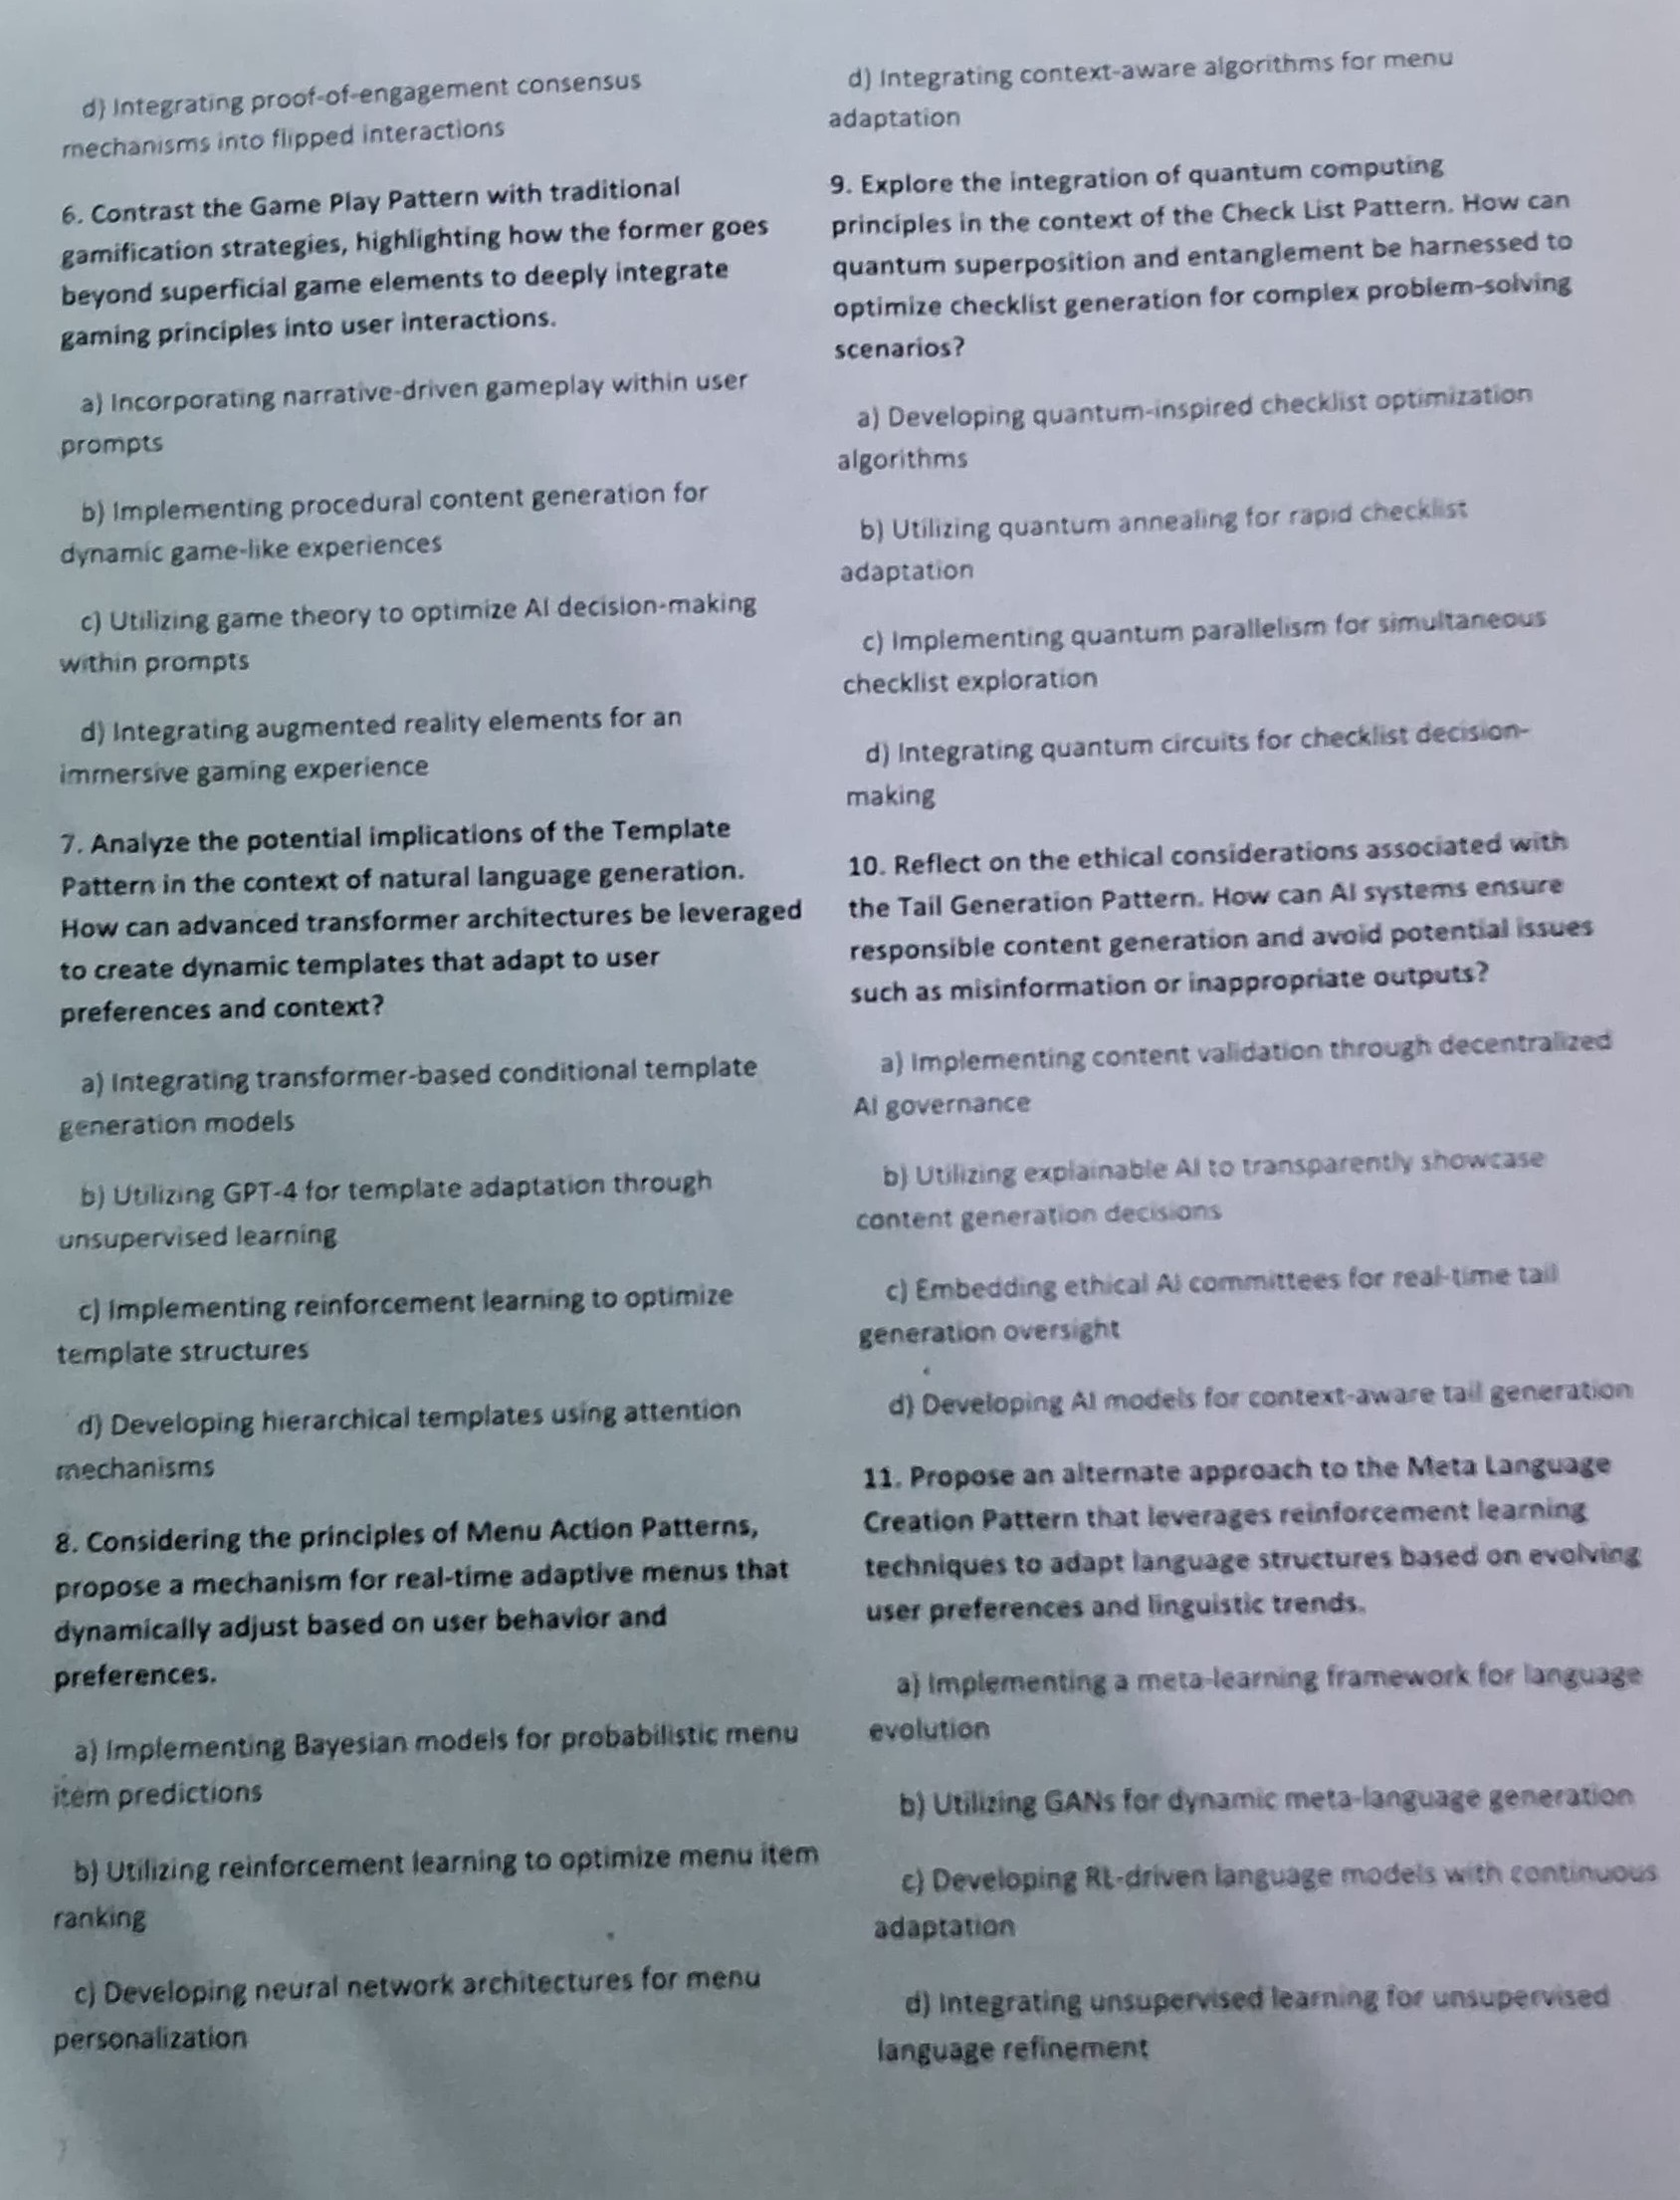 d) Integrating proof-of-engagement consensus
mechanisms into flipped interactions
6. Contrast the Game Play Pattern with traditional
gamification strategies, highlighting how the former goes
beyond superficial game elements to deeply integrate
gaming principles into user interactions.
a) Incorporating narrative-driven gameplay within user
prompts
b) Implementing procedural content generation for
dynamic game-like experiences
c) Utilizing game theory to optimize AI decision-making
within prompts
d) Integrating augmented reality elements for an
immersive gaming experience
7. Analyze the potential implications of the Template
Pattern in the context of natural language generation.
How can advanced transformer architectures be leveraged
to create dynamic templates that adapt to user
preferences and context?
a) Integrating transformer-based conditional template
generation models
b) Utilizing GPT-4 for template adaptation through
unsupervised learning
c) Implementing reinforcement learning to optimize
template structures
d) Developing hierarchical templates using attention
mechanisms
8. Considering the principles of Menu Action Patterns,
propose a mechanism for real-time adaptive menus that
dynamically adjust based on user behavior and
preferences.
a) Implementing Bayesian models for probabilistic menu
item predictions
b) Utilizing reinforcement learning to optimize menu item
ranking
c) Developing neural network architectures for menu
personalization
d) Integrating context-aware algorithms for menu
adaptation
9. Explore the integration of quantum computing
principles in the context of the Check List Pattern. How can
quantum superposition and entanglement be harnessed to
optimize checklist generation for complex problem-solving
scenarios?
a) Developing quantum-inspired checklist optimization
algorithms
b) Utilizing quantum annealing for rapid checklist
adaptation
c) Implementing quantum parallelism for simultaneous
checklist exploration
d) Integrating quantum circuits for checklist decision-
making
10. Reflect on the ethical considerations associated with
the Tail Generation Pattern. How can AI systems ensure
responsible content generation and avoid potential issues
such as misinformation or inappropriate outputs?
a) Implementing content validation through decentralized
AI governance
b) Utilizing explainable AI to transparently showcase
content generation decisions
c) Embedding ethical AI committees for real-time tail
generation oversight
d) Developing AI models for context-aware tail generation
11. Propose an alternate approach to the Meta Language
Creation Pattern that leverages reinforcement learning
techniques to adapt language structures based on evolving
user preferences and linguistic trends.
a) Implementing a meta-learning framework for language
evolution
b) Utilizing GANs for dynamic meta-language generation
c) Developing RL-driven language models with continuous
adaptation
d) Integrating unsupervised learning for unsupervised
language refinement